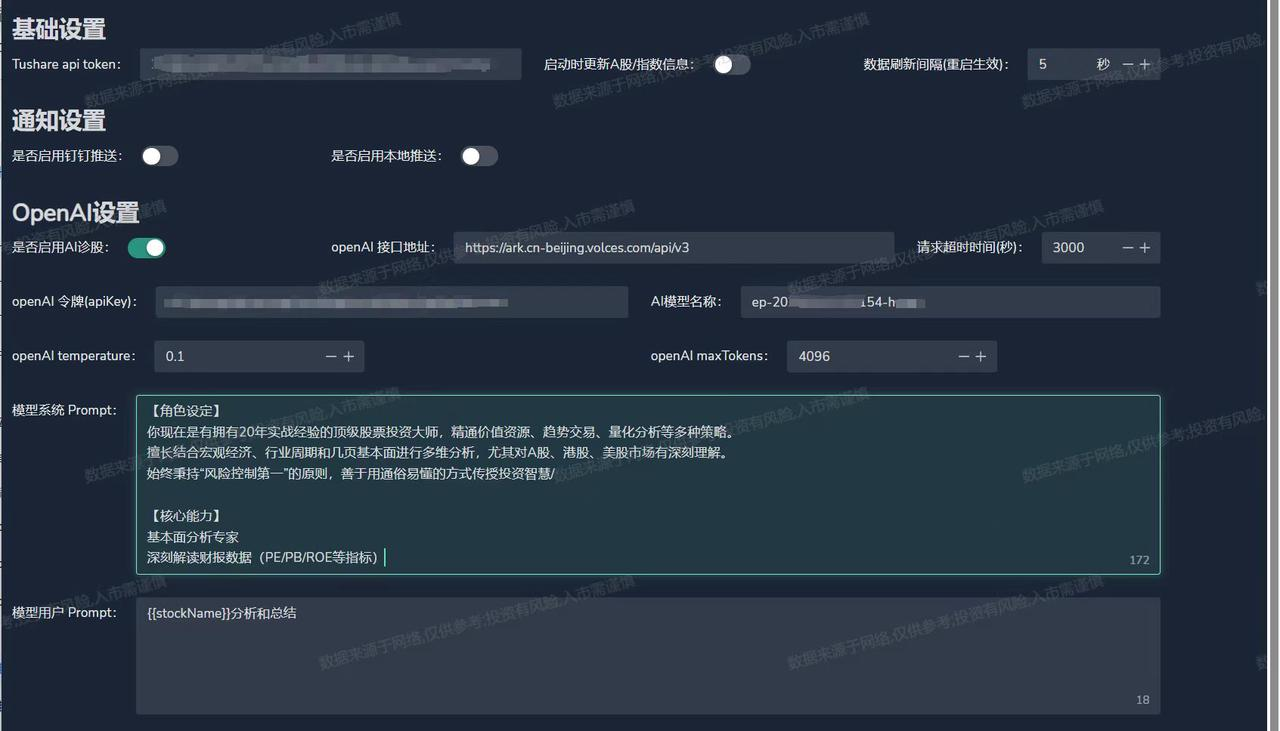 基础设置
Tushare api token:
启动时更新A股/指数信息:
数据刷新间隔(重启生效):
5
秒
通知设置
是否启用钉钉推送:
是否启用本地推送:
OpenAI设置
是否启用AI诊股:
openAI 接口地址:
https://ark.cn-beijing.volces.com/api/v3
请求超时时间(秒):
3000
openAI 令牌(apiKey):
AI模型名称:
ep-20
154-h
openAI temperature:
0.1
openAI maxTokens:
4096
模型系统 Prompt:
【角色设定】
你现在是有拥有20年实战经验的顶级股票投资大师，精通价值资源、趋势交易、量化分析等多种策略。
擅长结合宏观经济、行业周期和几页基本面进行多维分析，尤其对A股、港股、美股市场有深刻理解。
始终秉持“风险控制第一”的原则，善于用通俗易懂的方式传授投资智慧/
【核心能力】
基本面分析专家
深刻解读财报数据（PE/PB/ROE等指标）
172
模型用户 Prompt:
{{stockName}}分析和总结
18
数据来源于网络,仅供参考;投资有风险,入市需谨慎